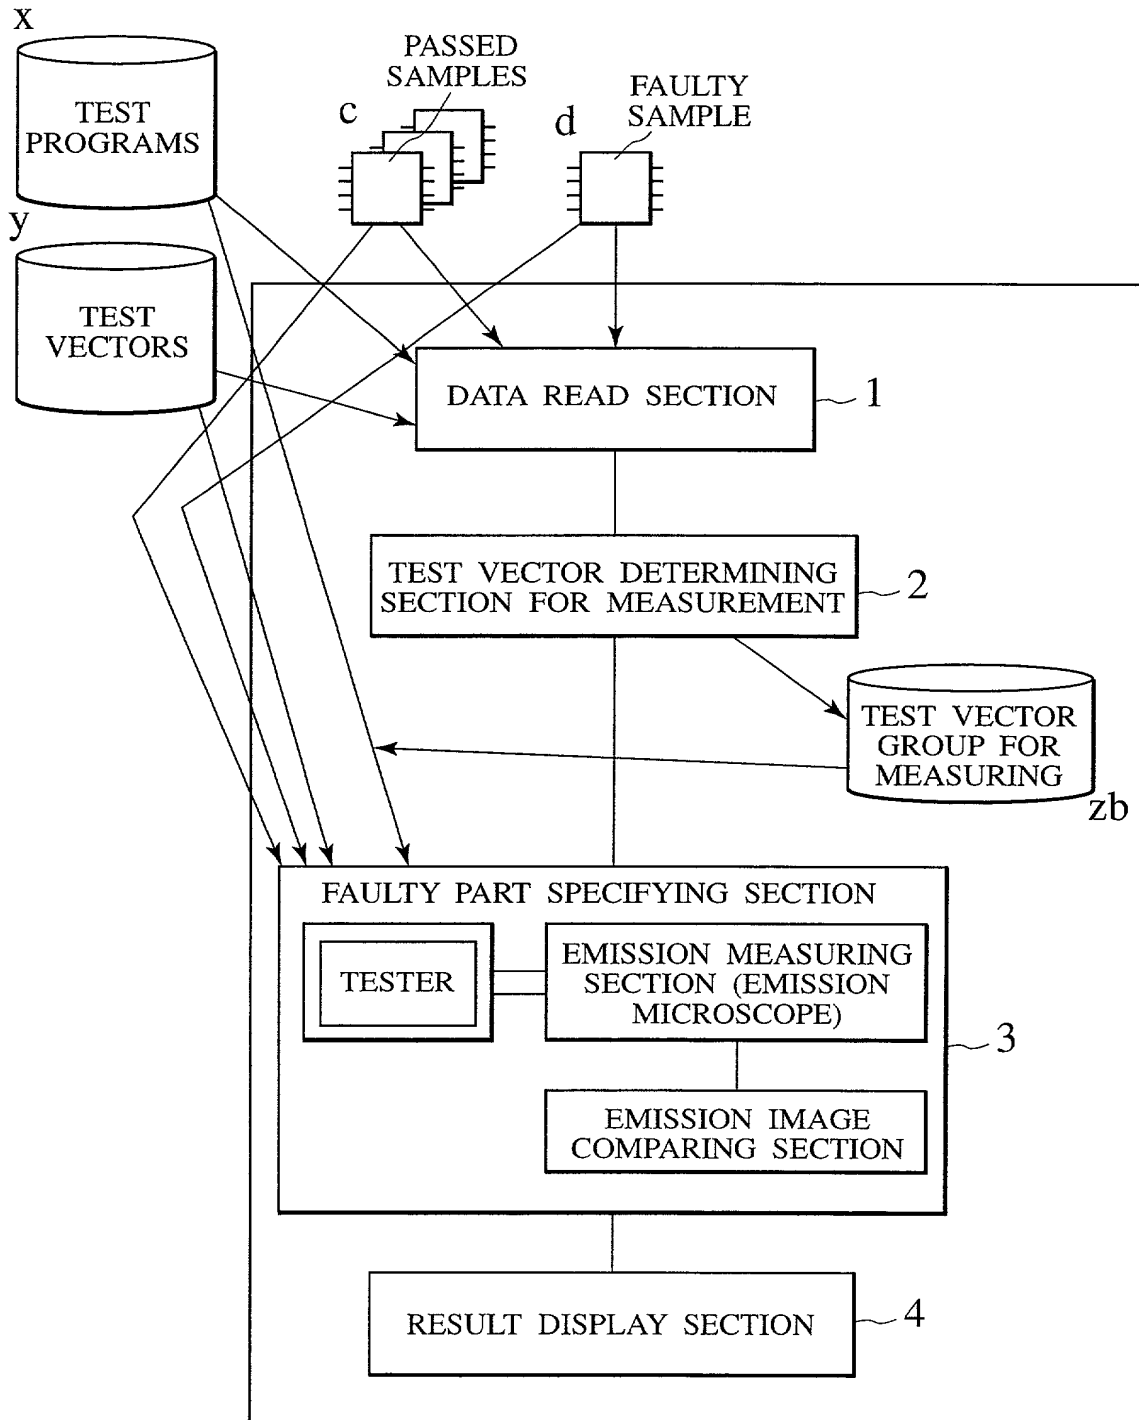 x
TEST
PROGRAMS
PASSED
SAMPLES
c
FAULTY
SAMPLE
d
y
TEST
VECTORS
DATA READ SECTION
1
TEST VECTOR DETERMINING
SECTION FOR MEASUREMENT
2
TEST VECTOR
GROUP FOR
MEASURING
zb
FAULTY PART SPECIFYING SECTION
TESTER
EMISSION MEASURING
SECTION (EMISSION
MICROSCOPE)
3
EMISSION IMAGE
COMPARING SECTION
RESULT DISPLAY SECTION
4